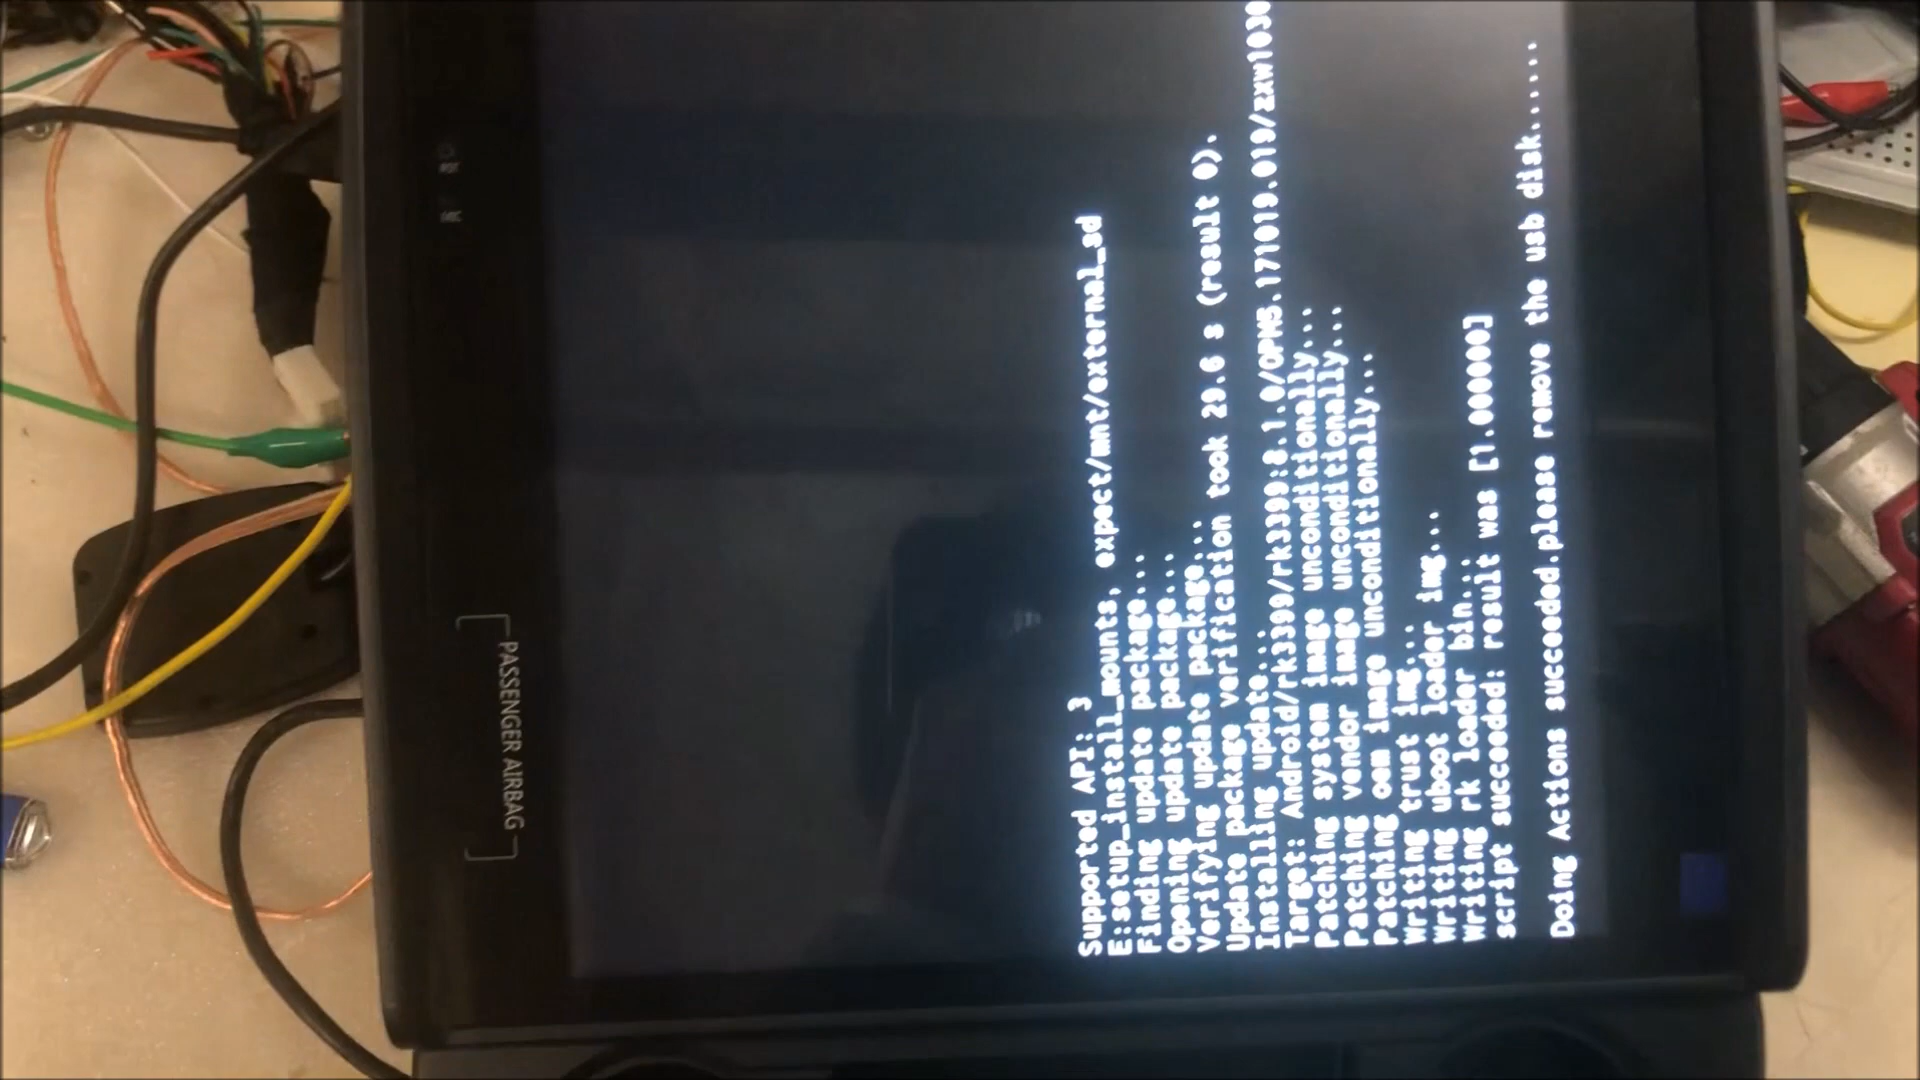 RST
MIC
PASSENGER AIRBAG
Supported API: 3
E:setup_install_mounts, expect/mnt/external_sd
Finding update package...
Opening update package...
Verifying update package...
Update package verification took 29.6 s (result 0).
Installing update...
Target: Android/rk3399/rk3399:8.1.0/OPM5.171019.019/zxw1030
Patching system image unconditionally...
Patching vendor image unconditionally...
Patching oem image unconditionally...
Writing trust img...
Writing uboot loader img...
Writing rk loader bin...
script succeeded: result was [1.000000]
Doing Actions succeeded.please remove the usb disk......